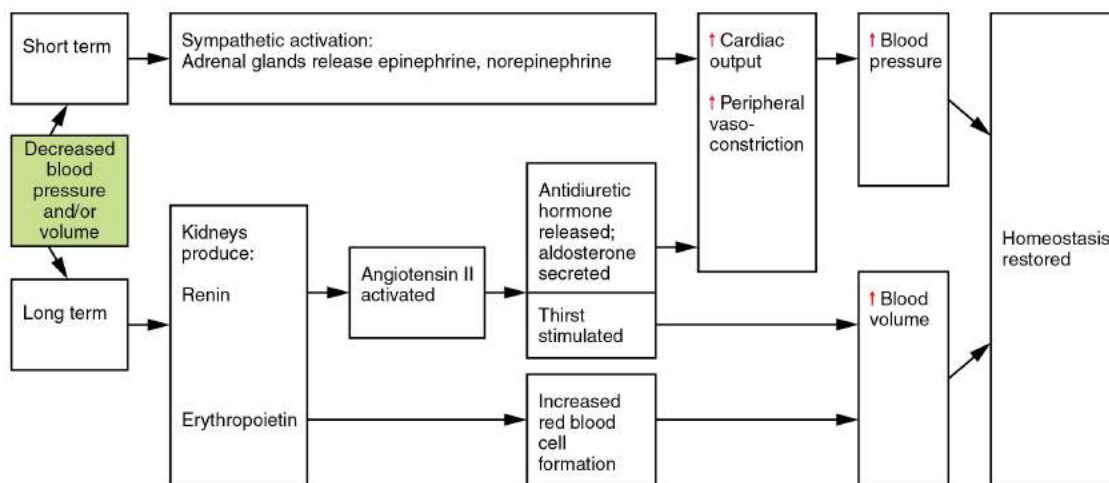 Short term
Sympathetic activation:
Adrenal glands release epinephrine, norepinephrine
↑ Cardiac
output
↑ Peripheral
vaso-
constriction
↑ Blood
pressure
Decreased
blood
pressure
and/or
volume
Long term
Kidneys
produce:
Renin
Erythropoietin
Angiotensin II
activated
Antidiuretic
hormone
released;
aldosterone
secreted
Thirst
stimulated
Increased
red blood
cell
formation
↑ Blood
volume
Homeostasis
restored